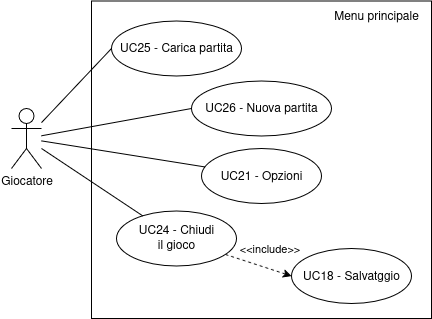 Menu principale
UC25 - Carica partita
UC26 - Nuova partita
Giocatore
UC21 - Opzioni
UC24 - Chiudi
il gioco
<<include>>
UC18 - Salvatggio